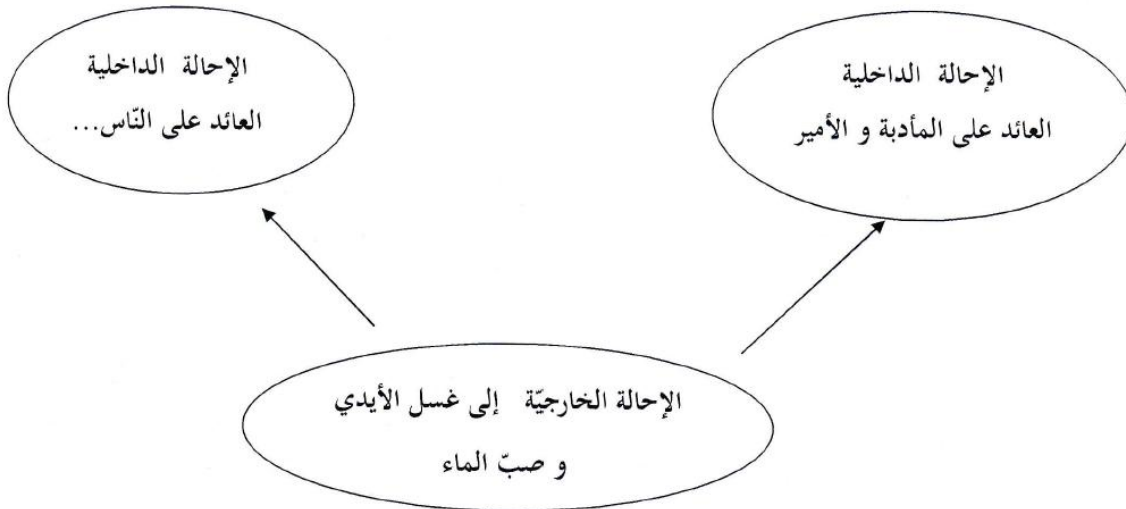 الإحالة الداخلية
العائد على المأدبة و الأمير
الإحالة الداخلية
العائد على النّاس...
الإحالة الخارجيّة إلى غسل الأيدي
و صبّ الماء